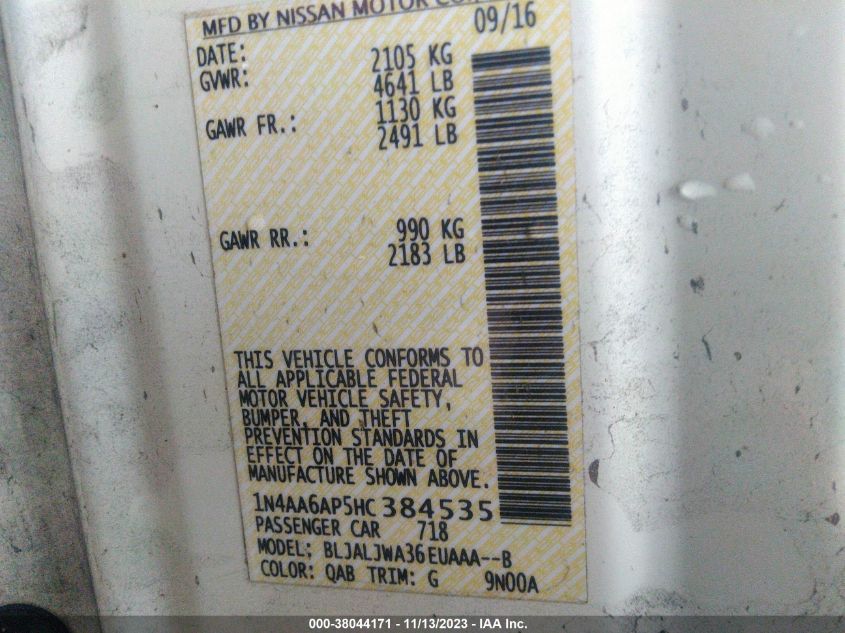 MFD BY NISSAN MOTOR CO
DATE: 09/16
GVWR: 2105 KG
4641 LB
GAWR FR.: 1130 KG
2491 LB
GAWR RR.: 990 KG
2183 LB
THIS VEHICLE CONFORMS TO
ALL APPLICABLE FEDERAL
MOTOR VEHICLE SAFETY,
BUMPER, AND THEFT
PREVENTION STANDARDS IN
EFFECT ON THE DATE OF
MANUFACTURE SHOWN ABOVE.
1N4AA6AP5HC384535
PASSENGER CAR 718
MODEL: BLJALJWA36EUAAA--B
COLOR: QAB TRIM: G 9N00A
000-38044171 - 11/13/2023 - IAA Inc.